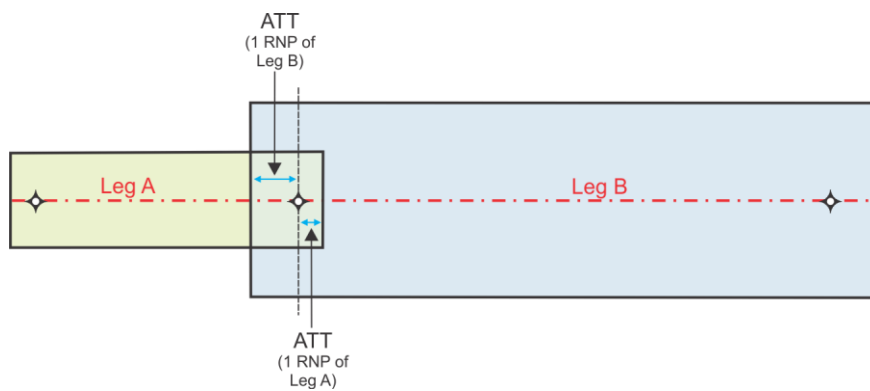 ATT
(1 RNP of
Leg B)
Leg A
Leg B
ATT
(1 RNP of
Leg A)